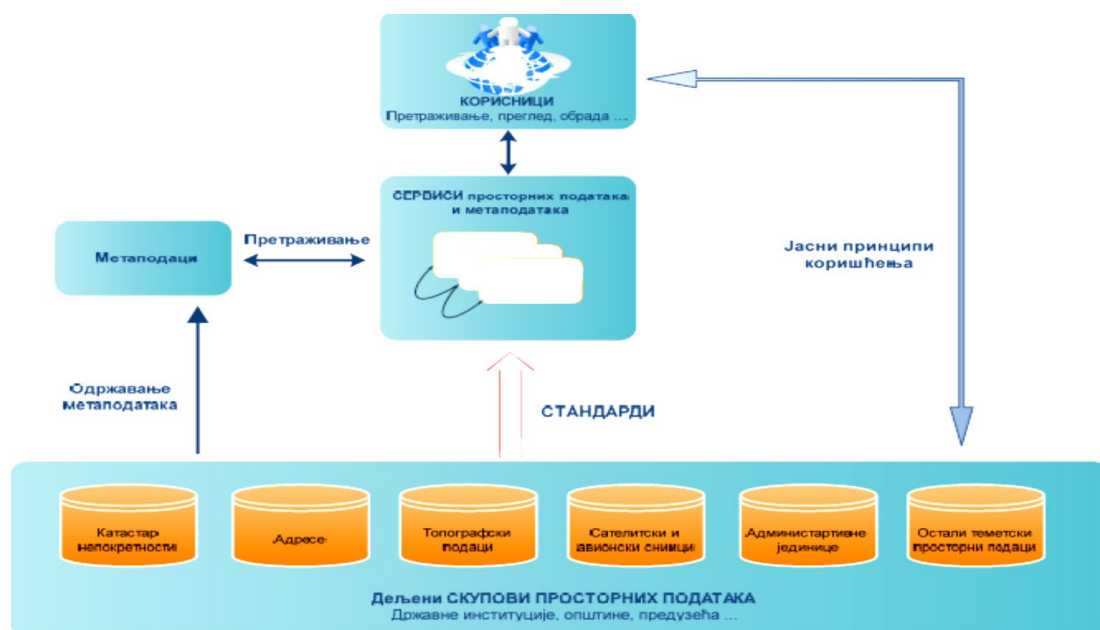 КОРИСНИЦИ
Претраживање, преглед, обрада ...
СЕРВИСИ просторних података
и метаподатака
Метаподаци
Претраживање
Јасни принципи
коришћења
Одржавање
метаподатака
СТАНДАРДИ
Катастар
непокретности
Адресе
Топографски
подаци
Сателитски и
авионски снимци
Администартивне
јединице
Остали теметски
просторни подаци
Дељени СКУПОВИ ПРОСТОРНИХ ПОДАТАКА
Државне институције, општине, предузећа ...